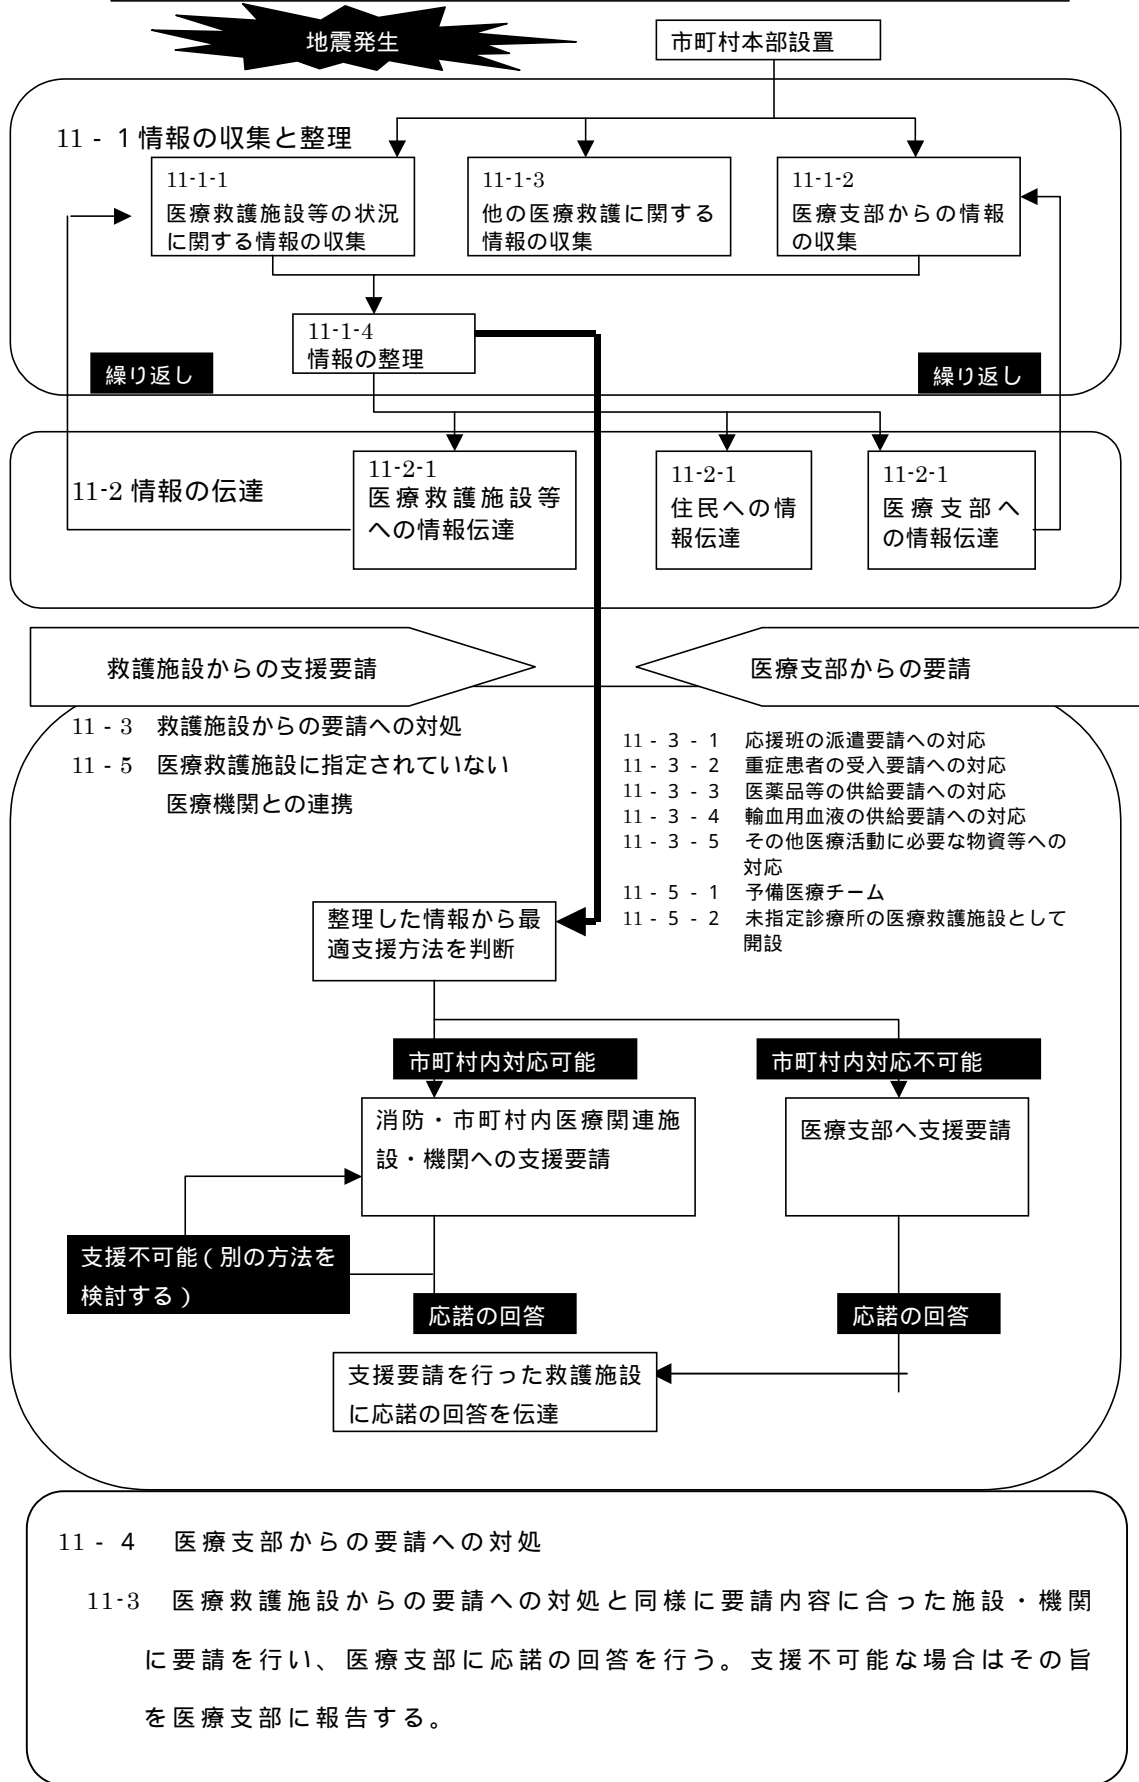 地震発生
市町村本部設置
11 - 1 情報の収集と整理
11-1-1
医療救護施設等の状況
に関する情報の収集
11-1-3
他の医療救護に関する
情報の収集
11-1-2
医療支部からの情報
の収集
11-1-4
情報の整理
繰り返し
繰り返し
11-2 情報の伝達
11-2-1
医療救護施設等
への情報伝達
11-2-1
住民への情
報伝達
11-2-1
医療支部へ
の情報伝達
救護施設からの支援要請
医療支部からの要請
11 - 3 救護施設からの要請への対処
11 - 5 医療救護施設に指定されていない
医療機関との連携
11 - 3 - 1 応援班の派遣要請への対応
11 - 3 - 2 重症患者の受入要請への対応
11 - 3 - 3 医薬品等の供給要請への対応
11 - 3 - 4 輸血用血液の供給要請への対応
11 - 3 - 5 その他医療活動に必要な物資等への
対応
11 - 5 - 1 予備医療チーム
11 - 5 - 2 未指定診療所の医療救護施設として
開設
整理した情報から最
適支援方法を判断
市町村内対応可能
市町村内対応不可能
消防・市町村内医療関連施
設・機関への支援要請
医療支部へ支援要請
支援不可能(別の方法を
検討する)
応諾の回答
応諾の回答
支援要請を行った救護施設
に応諾の回答を伝達
11 - 4 医療支部からの要請への対処
11-3 医療救護施設からの要請への対処と同様に要請内容に合った施設・機関
に要請を行い、医療支部に応諾の回答を行う。支援不可能な場合はその旨
を医療支部に報告する。